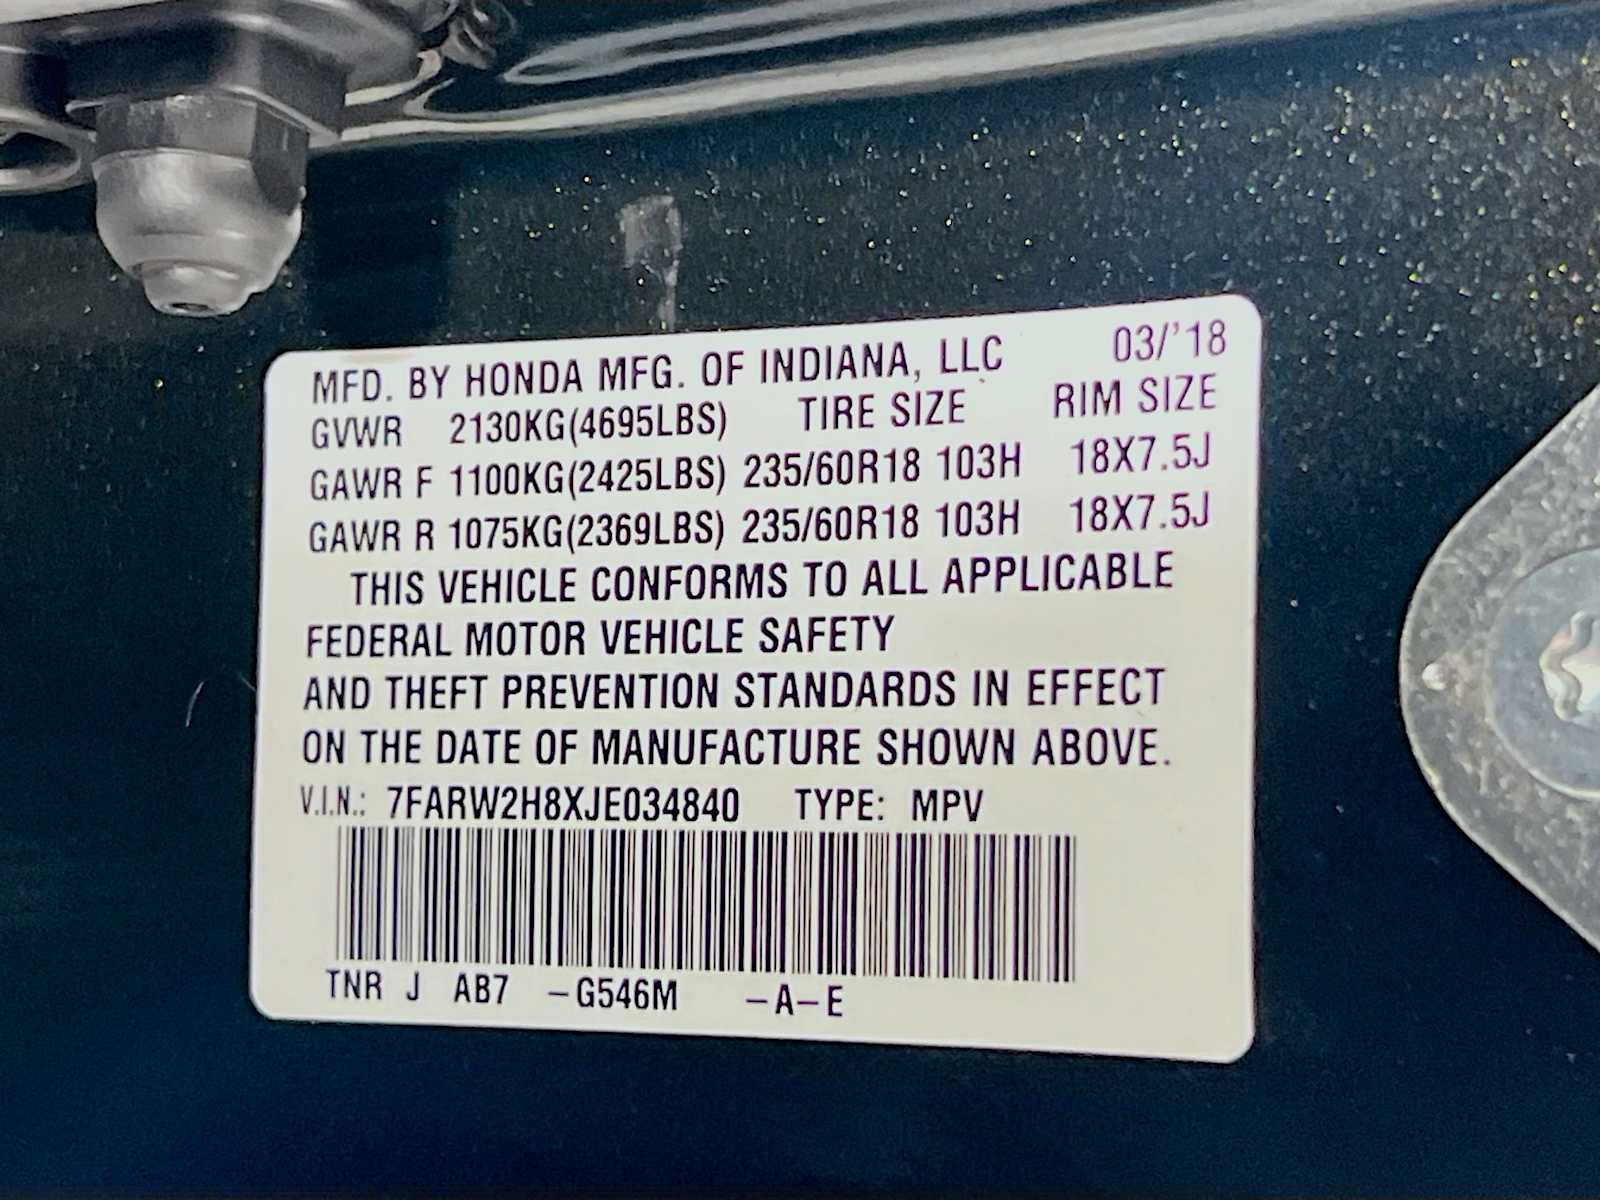 MFD. BY HONDA MFG. OF INDIANA, LLC 03/'18
GVWR 2130KG(4695LBS) TIRE SIZE RIM SIZE
GAWR F 1100KG(2425LBS) 235/60R18 103H 18X7.5J
GAWR R 1075KG(2369LBS) 235/60R18 103H 18X7.5J
THIS VEHICLE CONFORMS TO ALL APPLICABLE
FEDERAL MOTOR VEHICLE SAFETY
AND THEFT PREVENTION STANDARDS IN EFFECT
ON THE DATE OF MANUFACTURE SHOWN ABOVE.
V.I.N.: 7FARW2H8XJE034840 TYPE: MPV
TNR J AB7 -G546M -A-E